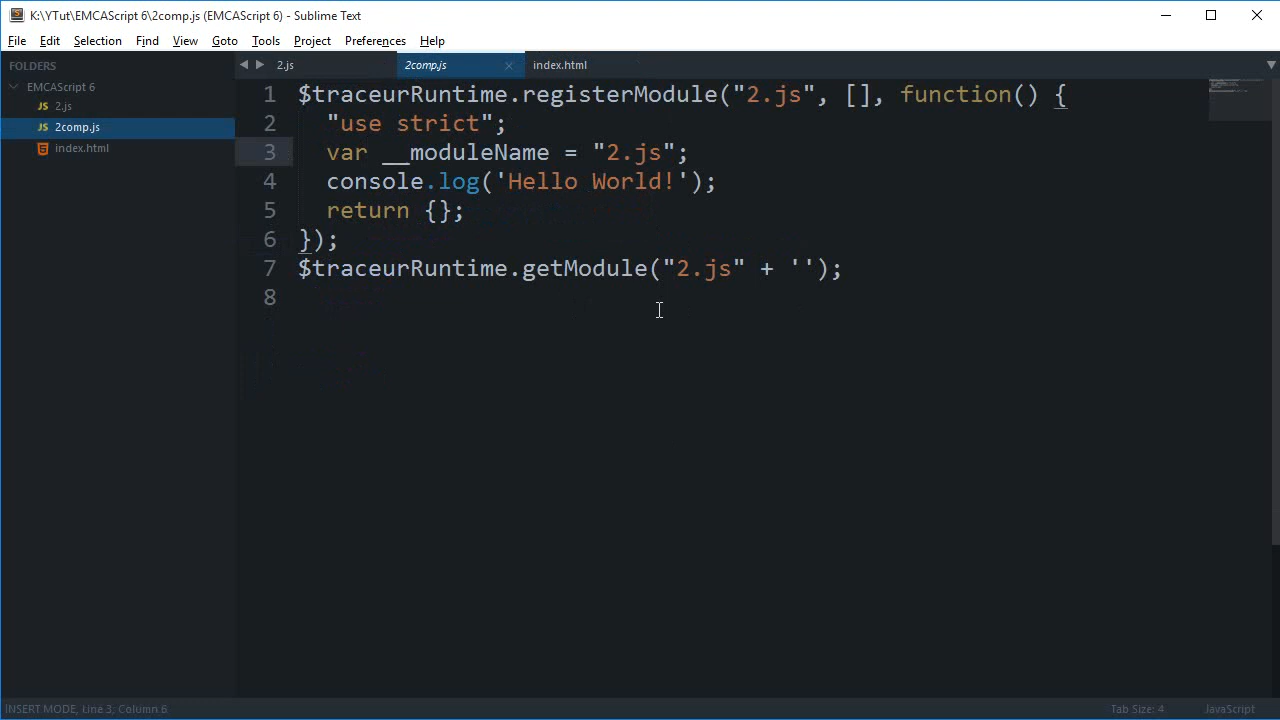 K:\YTut\EMCAScript 6\2comp.js (EMCAScript 6) - Sublime Text
File Edit Selection Find View Goto Tools Project Preferences Help
FOLDERS
EMCAScript 6
JS 2.js
JS 2comp.js
index.html
2.js 2comp.js × index.html
1 $traceurRuntime.registerModule("2.js", [], function() {
2 "use strict";
3 var __moduleName = "2.js";
4 console.log('Hello World!');
5 return {};
6 });
7 $traceurRuntime.getModule("2.js" + '');
8
INSERT MODE, Line 3; Column 6 Tab Size: 4 JavaScript